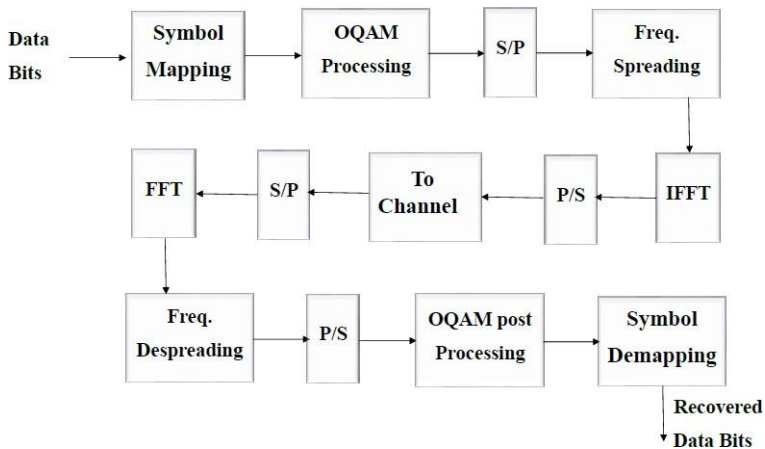 Data
Bits
Symbol
Mapping
OQAM
Processing
S/P
Freq.
Spreading
FFT
S/P
To
Channel
P/S
IFFT
Freq.
Despreading
P/S
OQAM post
Processing
Symbol
Demapping
Recovered
Data Bits